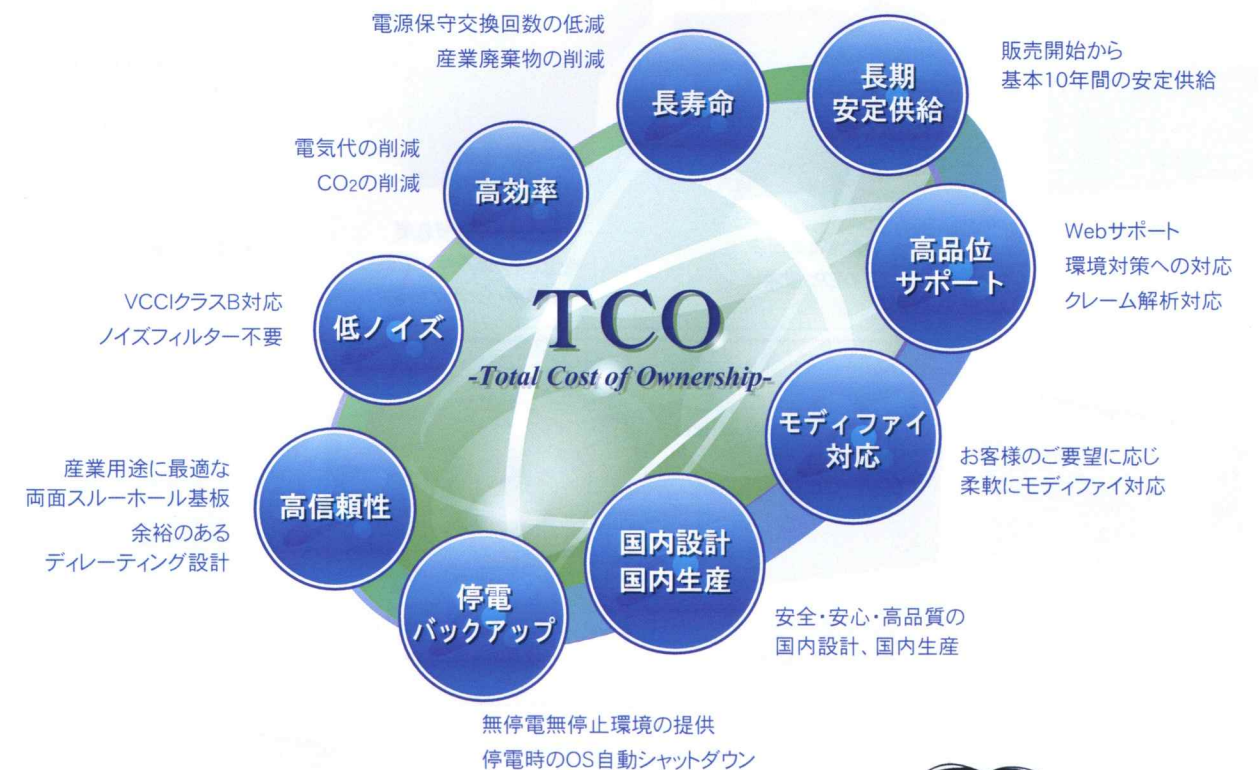 電源保守交換回数の低減
産業廃棄物の削減
長寿命
長期
安定供給
販売開始から
基本10年間の安定供給
電気代の削減
CO2の削減
高効率
高品位
サポート
Webサポート
環境対策への対応
クレーム解析対応
VCCIクラスB対応
ノイズフィルター不要
低ノイズ
TCO
-Total Cost of Ownership-
モディファイ
対応
お客様のご要望に応じ
柔軟にモディファイ対応
産業用途に最適な
両面スルーホール基板
余裕のある
ディレーティング設計
高信頼性
国内設計
国内生産
安全・安心・高品質の
国内設計、国内生産
停電
バックアップ
無停電無停止環境の提供
停電時のOS自動シャットダウン